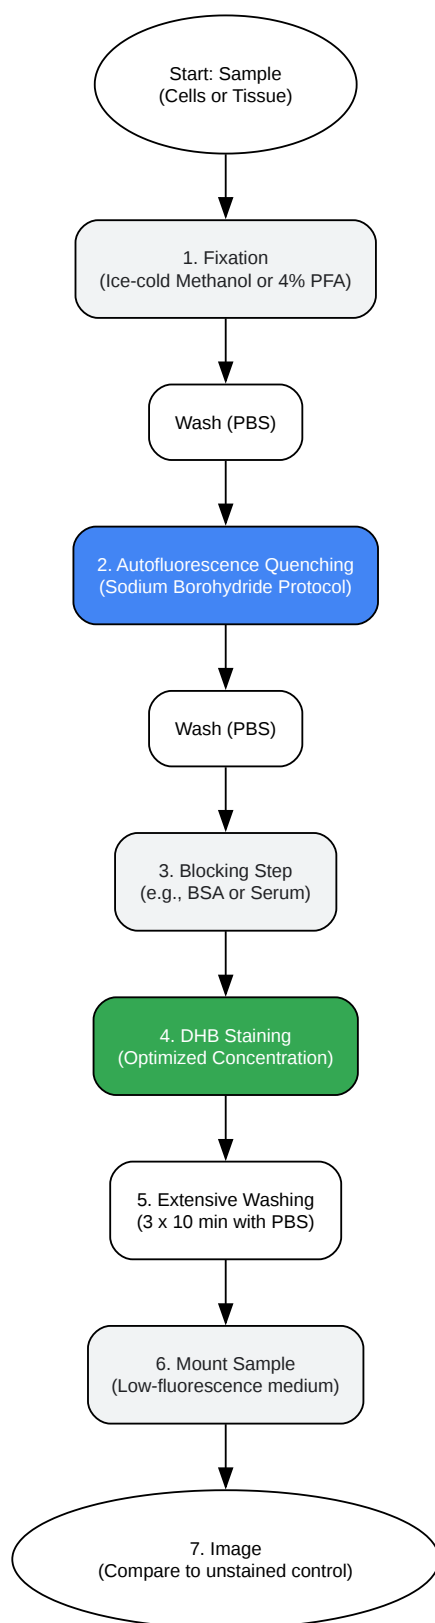 Start: Sample
(Cells or Tissue)
1. Fixation
(Ice-cold Methanol or 4% PFA)
Wash (PBS)
2. Autofluorescence Quenching
(Sodium Borohydride Protocol)
Wash (PBS)
3. Blocking Step
(e.g., BSA or Serum)
4. DHB Staining
(Optimized Concentration)
5. Extensive Washing
(3 x 10 min with PBS)
6. Mount Sample
(Low-fluorescence medium)
7. Image
(Compare to unstained control)